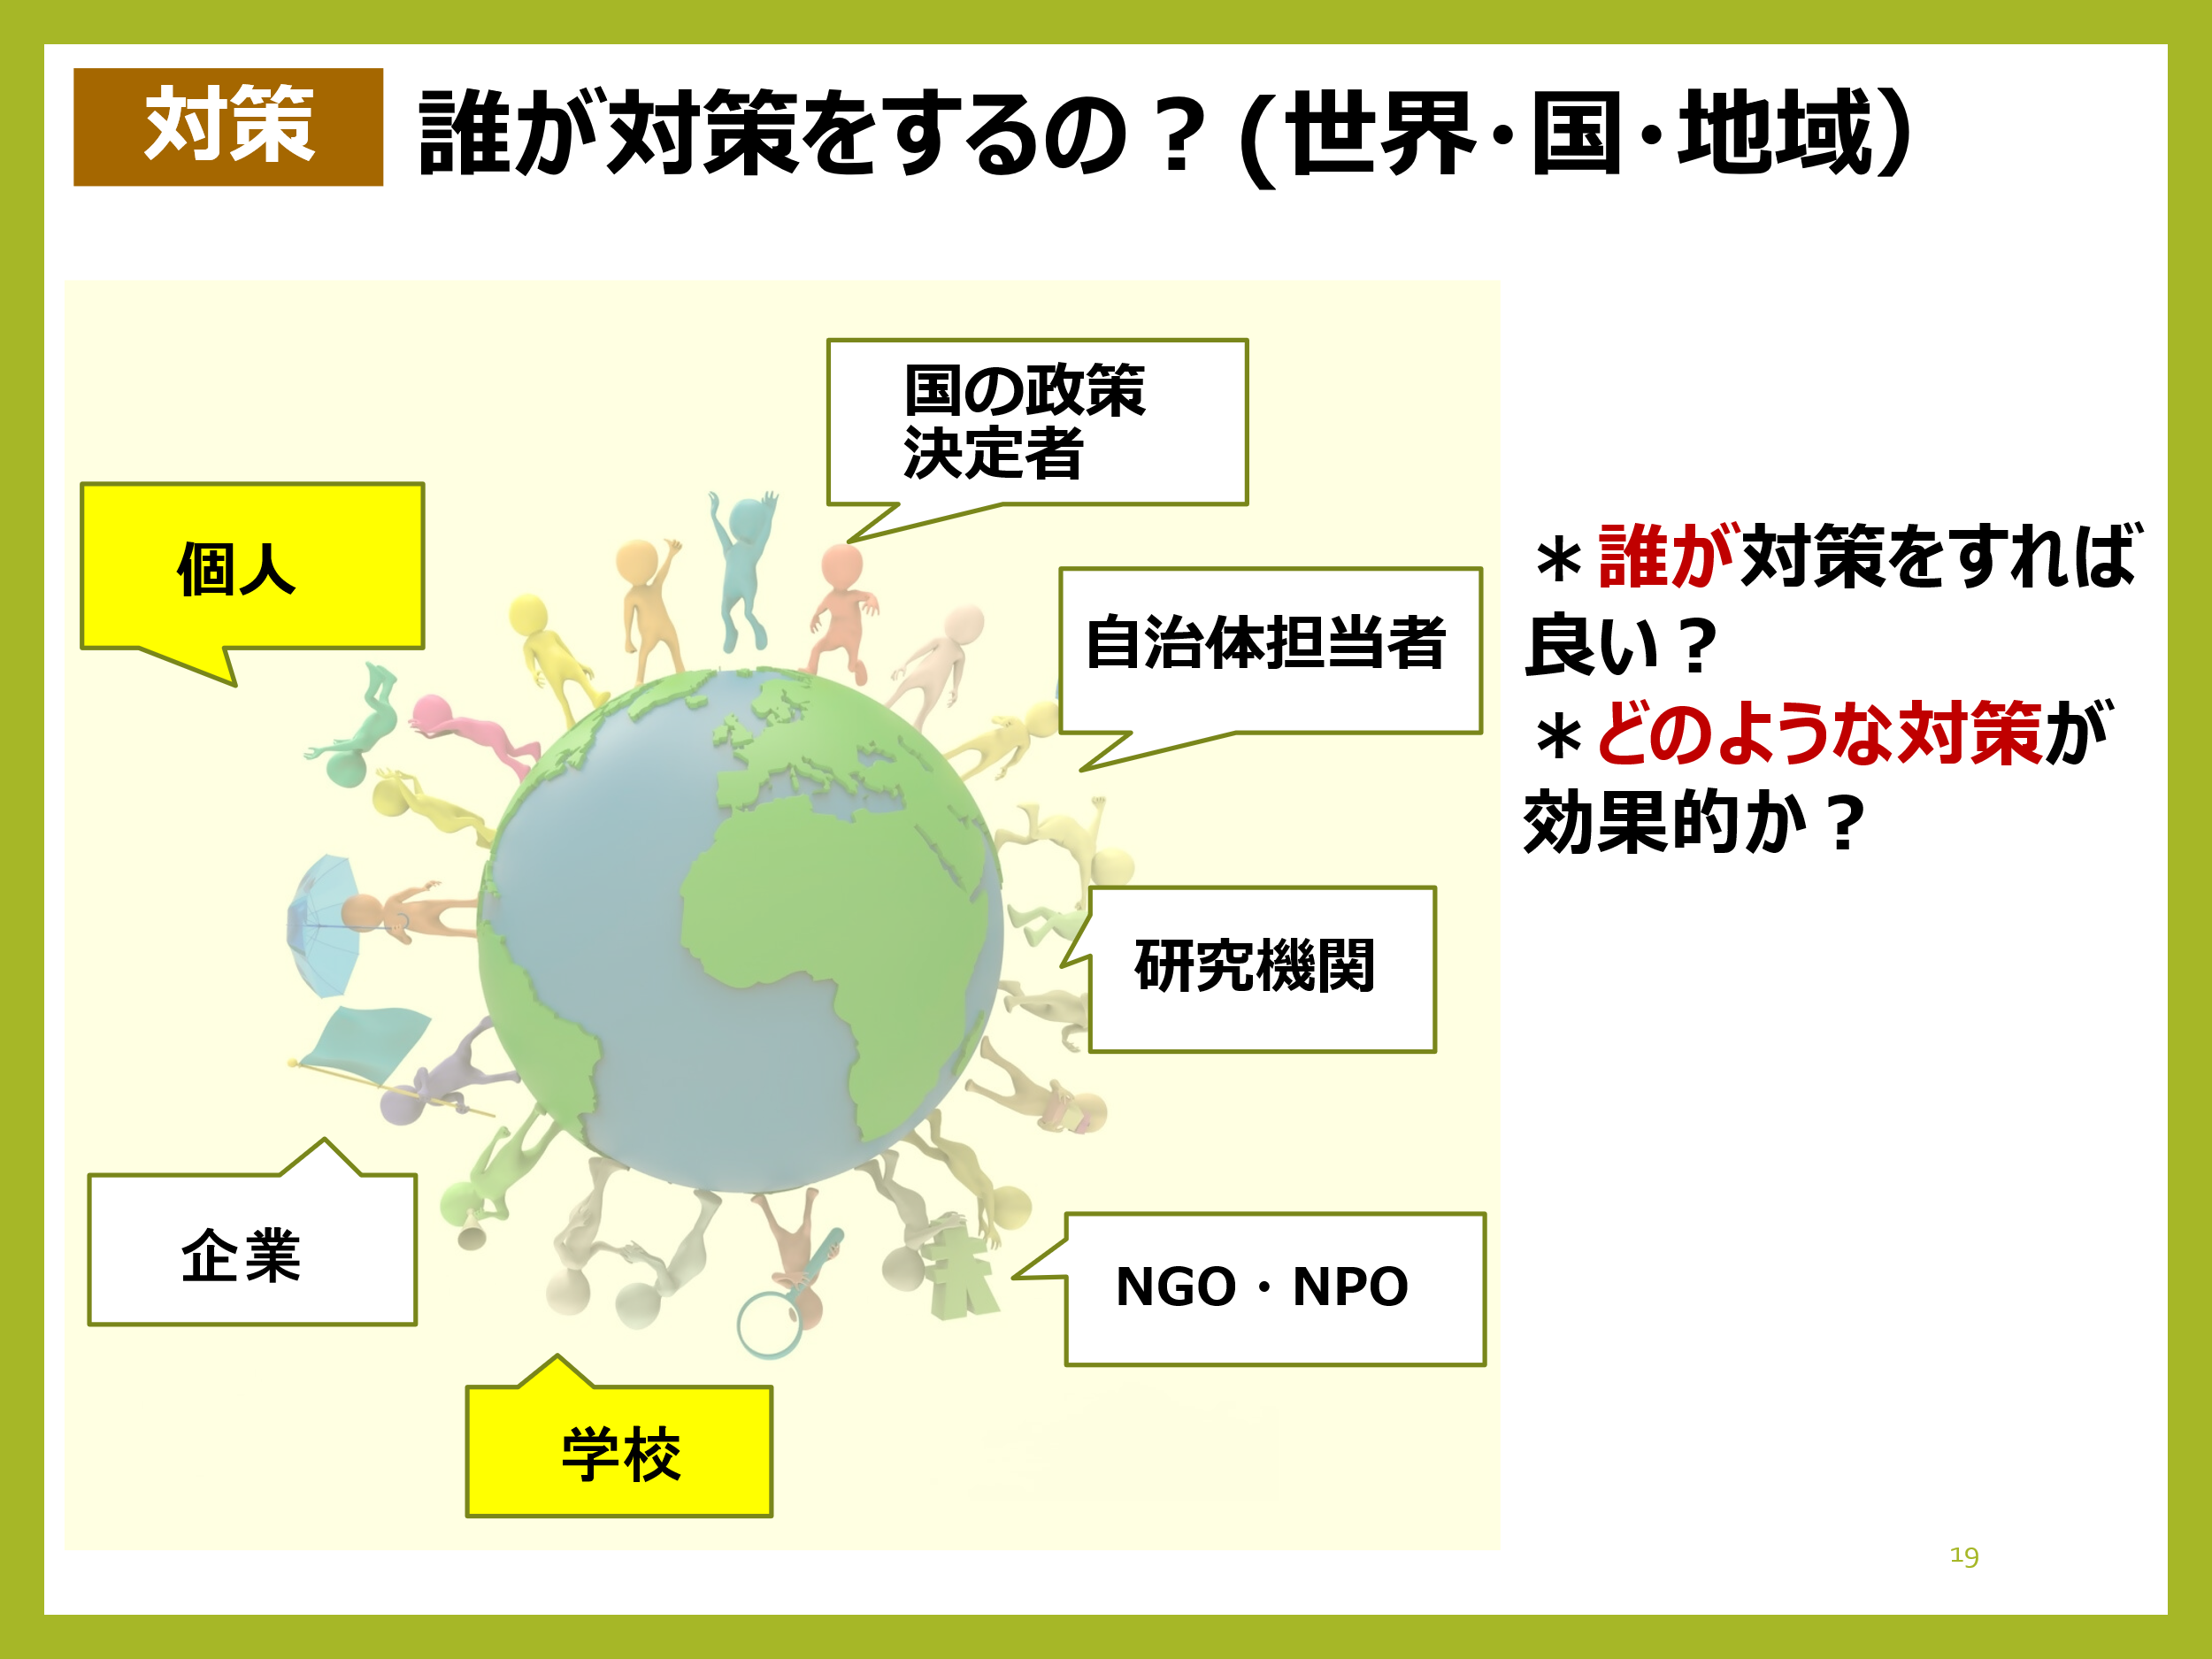 対策
誰が対策をするの？(世界・国・地域）
国の政策
決定者
個人
自治体担当者
研究機関
企業
NGO・NPO
学校
＊誰が対策をすれば
良い？
＊どのような対策が
効果的か？
19